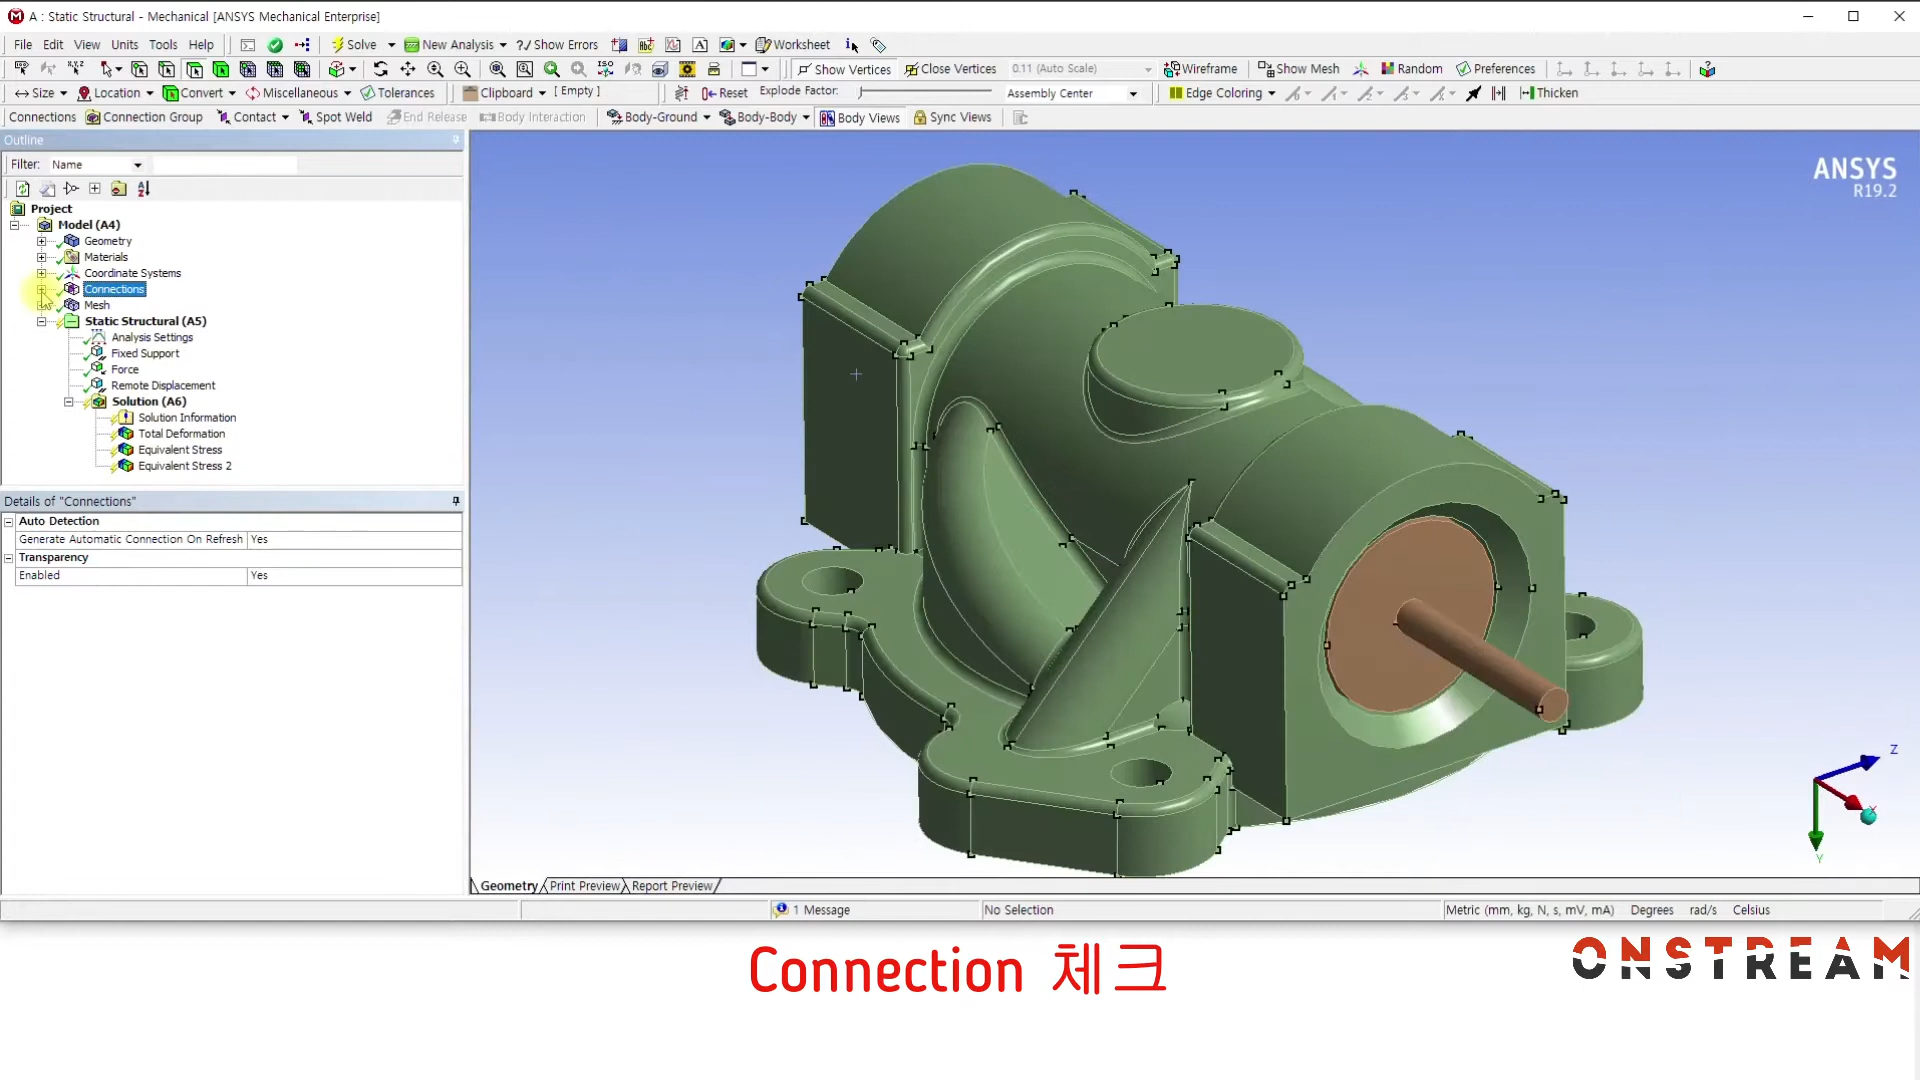 A : Static Structural - Mechanical [ANSYS Mechanical Enterprise]
File Edit View Units Tools Help Solve New Analysis ?/ Show Errors Worksheet
Show Vertices Close Vertices 0.11 (Auto Scale) Wireframe Show Mesh Random Preferences
Size Location Convert Miscellaneous Tolerances Clipboard [ Empty ] Reset Explode Factor: Assembly Center Edge Coloring Thicken
Connections Connection Group Contact Spot Weld End Release Body Interaction Body-Ground Body-Body Body Views Sync Views
Outline
Filter: Name
Project
Model (A4)
Geometry
Materials
Coordinate Systems
Connections
Mesh
Static Structural (A5)
Analysis Settings
Fixed Support
Force
Remote Displacement
Solution (A6)
Solution Information
Total Deformation
Equivalent Stress
Equivalent Stress 2
Details of "Connections"
Auto Detection
Generate Automatic Connection On Refresh Yes
Transparency
Enabled Yes
ANSYS
R19.2
Z
X
Y
Geometry Print Preview Report Preview
1 Message No Selection Metric (mm, kg, N, s, mV, mA) Degrees rad/s Celsius
Connection 체크
ONSTREAM